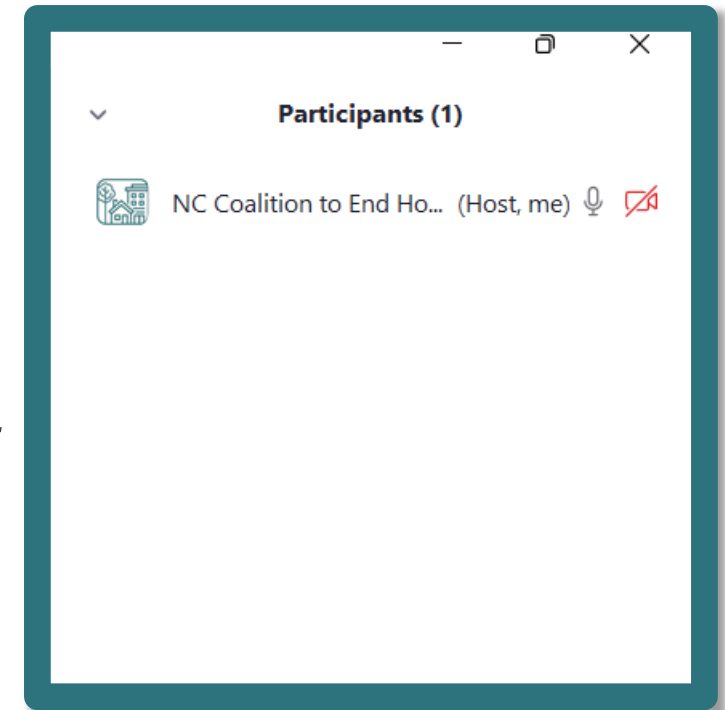 Participants (1)
NC Coalition to End Ho... (Host, me)